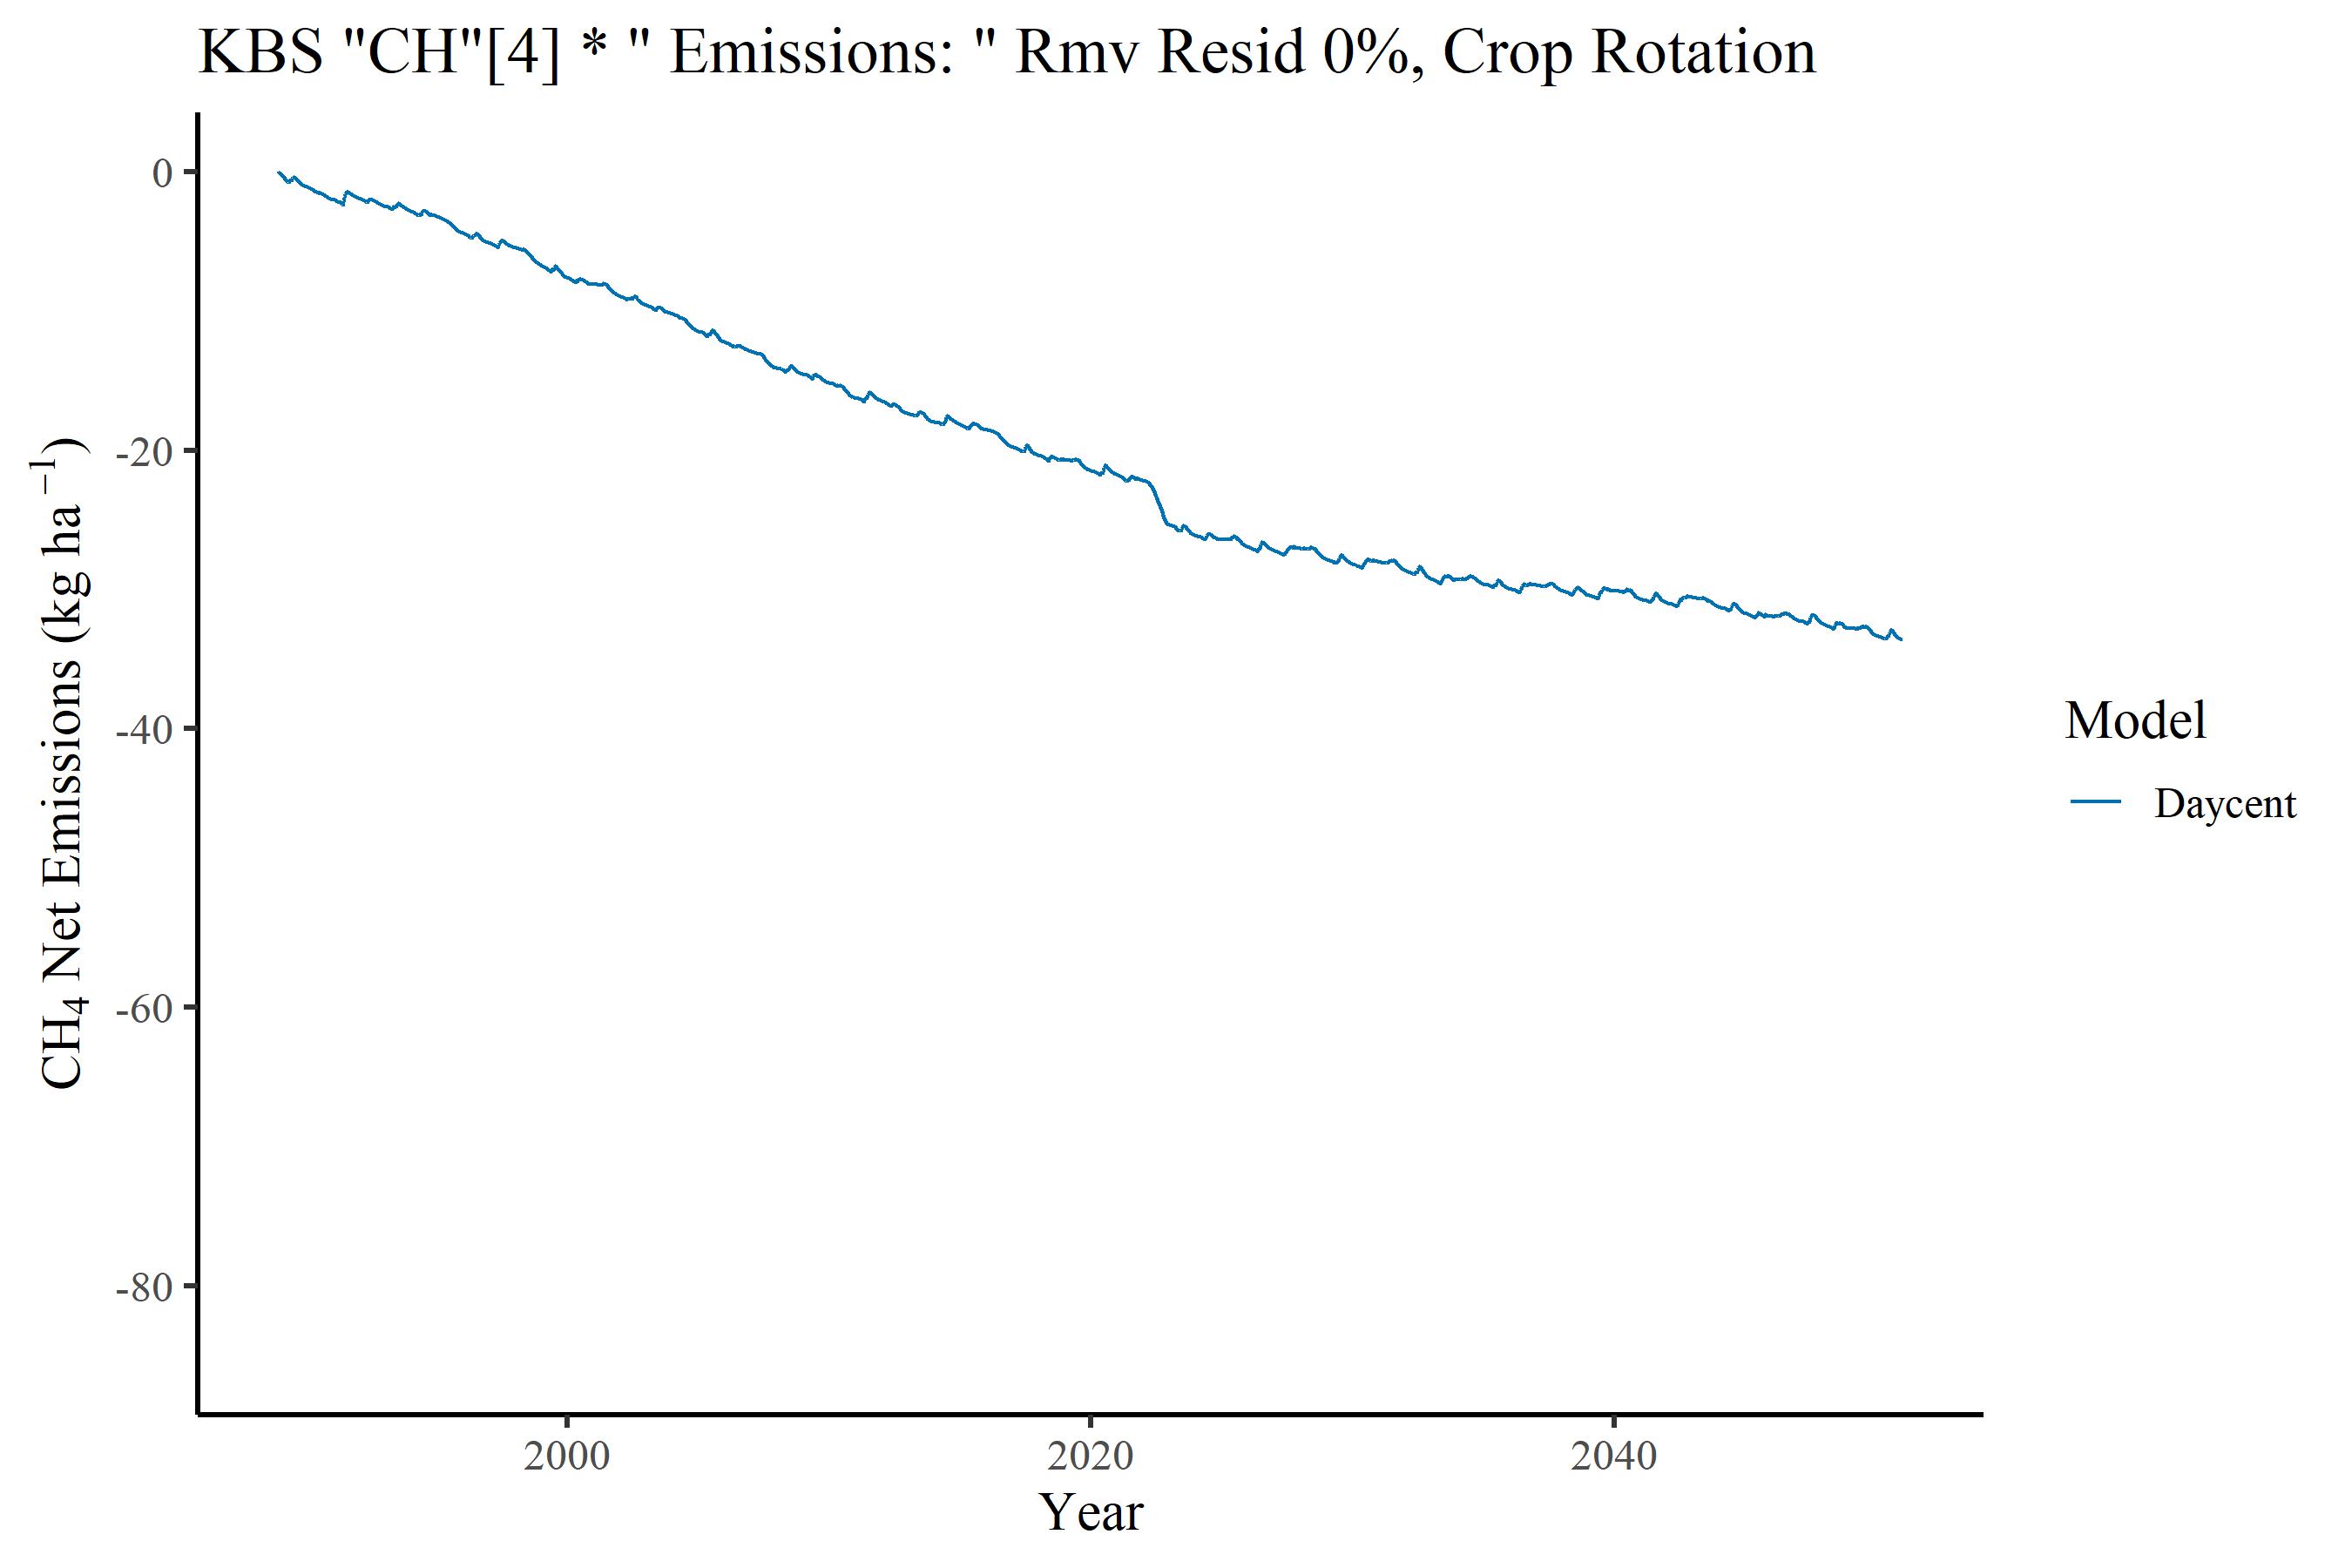 KBS "CH"[4] * " Emissions: " Rmv Resid 0%, Crop Rotation
CH₄ Net Emissions (kg ha ⁻¹)
0
-20
-40
-60
-80
2000 2020 2040
Year
Model
Daycent